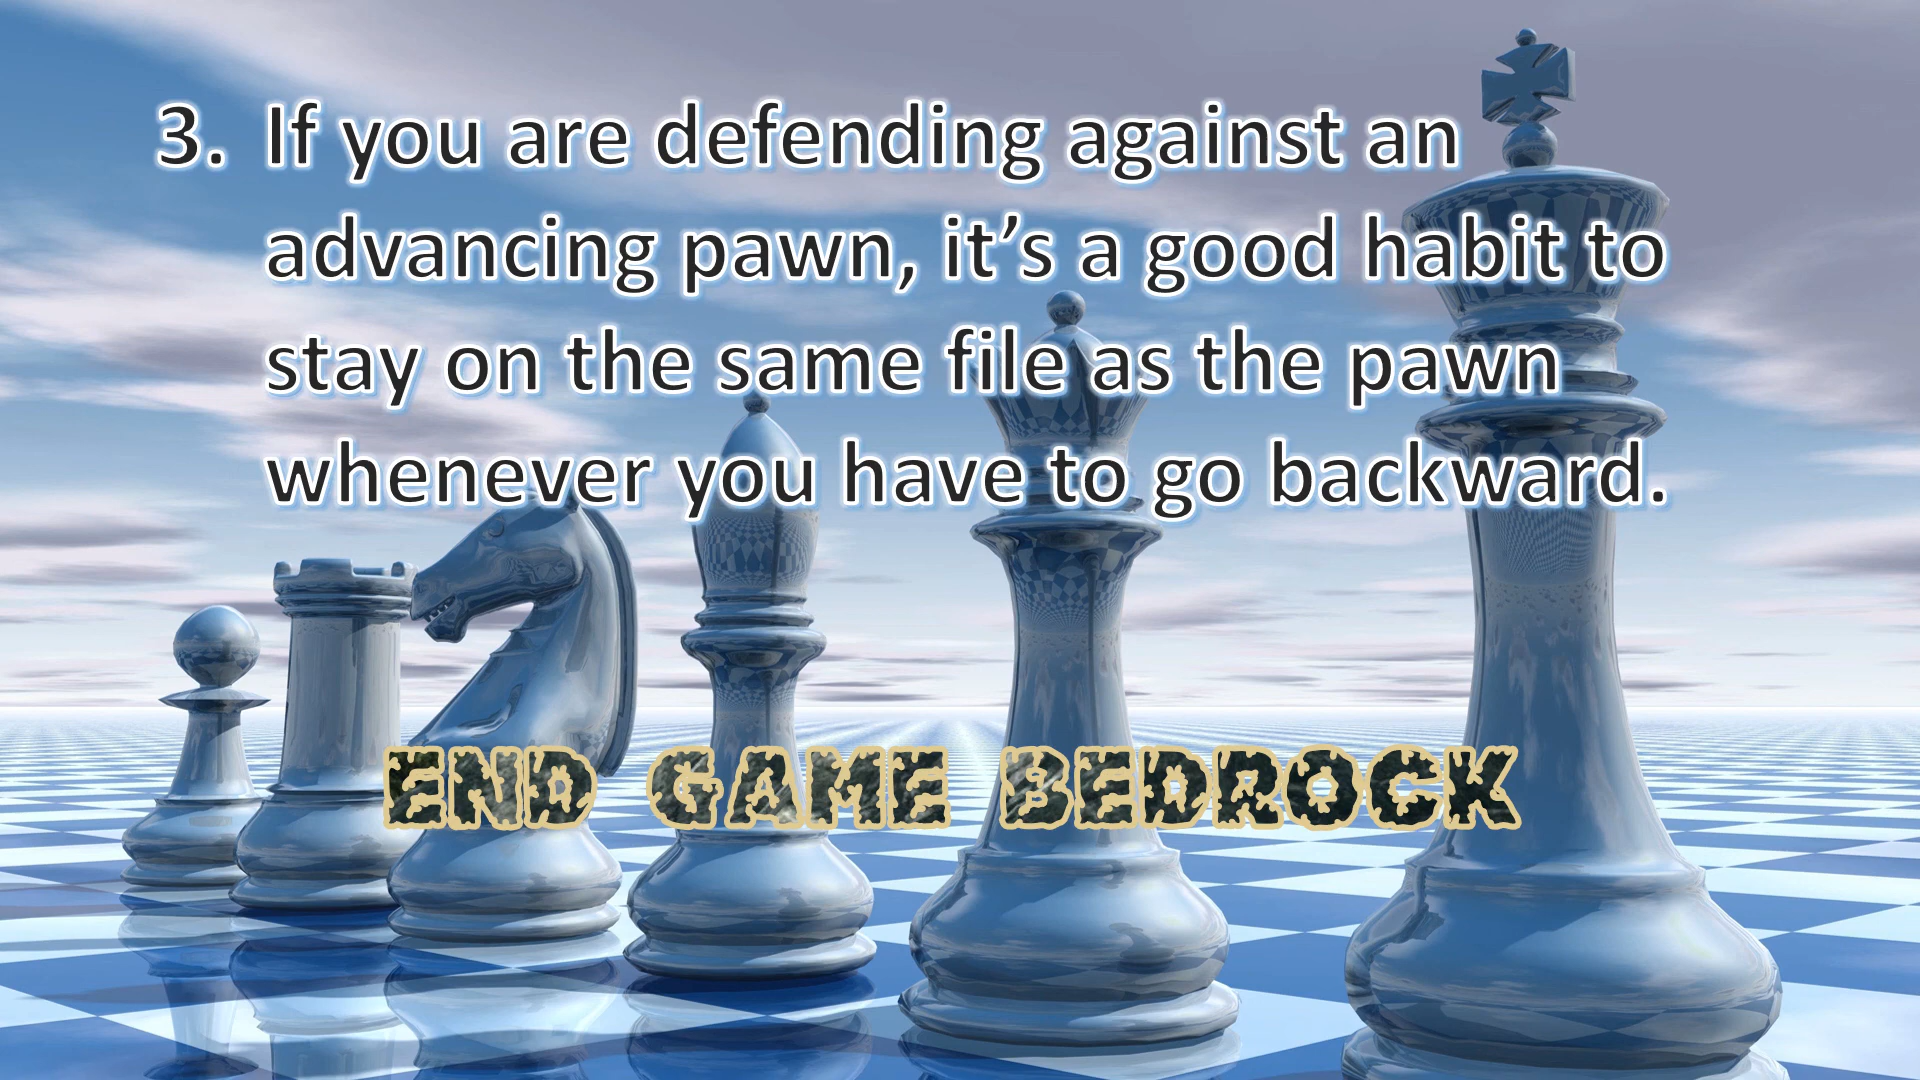 3. If you are defending against an
advancing pawn, it’s a good habit to
stay on the same file as the pawn
whenever you have to go backward.
END GAME BEDROCK